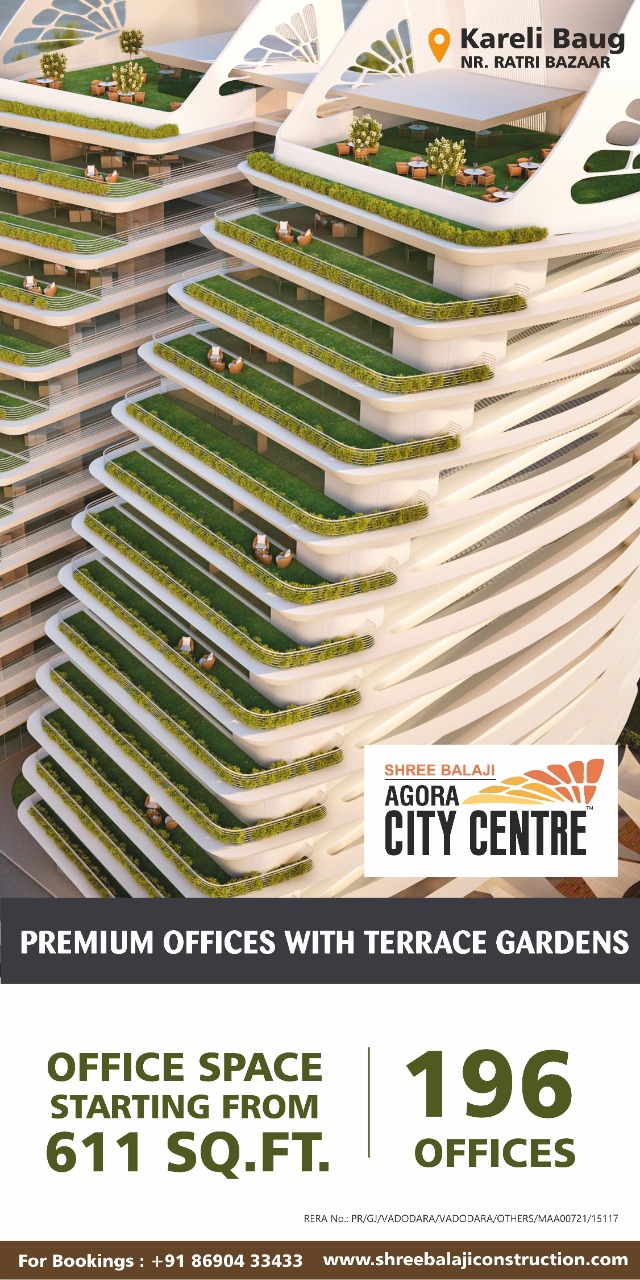 Kareli Baug
NR. RATRI BAZAAR
SHREE BALAJI
AGORA
CITY CENTRE™
PREMIUM OFFICES WITH TERRACE GARDENS
OFFICE SPACE
STARTING FROM
611 SQ.FT.
196
OFFICES
RERA No.: PR/GJ/VADODARA/VADODARA/OTHERS/MAA00721/15117
For Bookings : +91 86904 33433 www.shreebalajiconstruction.com